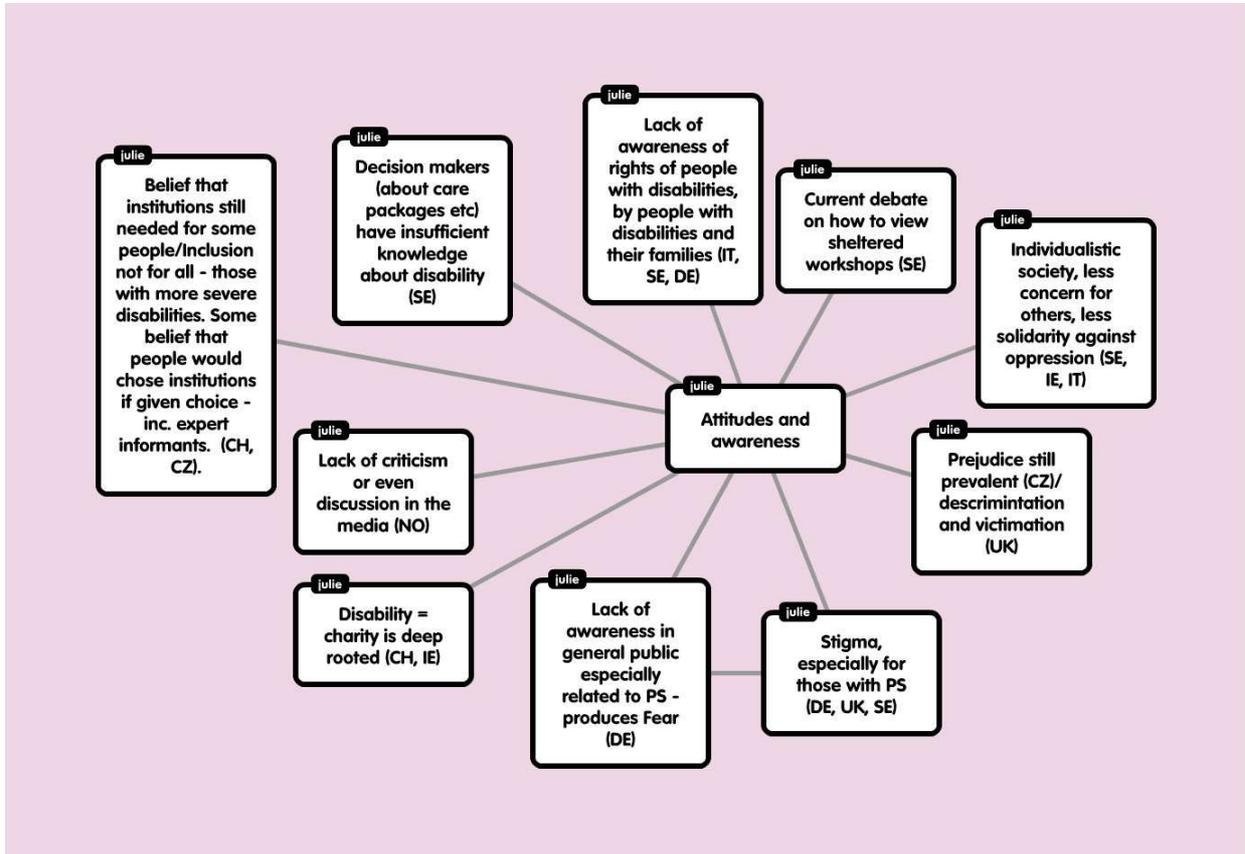 julie
Belief that
institutions still
needed for some
people/Inclusion
not for all - those
with more severe
disabilities. Some
belief that
people would
chose institutions
if given choice -
inc. expert
informants. (CH,
CZ).
julie
Decision makers
(about care
packages etc)
have insufficient
knowledge
about disability
(SE)
julie
Lack of
awareness of
rights of people
with disabilities,
by people with
disabilities and
their families (IT,
SE, DE)
julie
Current debate
on how to view
sheltered
workshops (SE)
julie
Individualistic
society, less
concern for
others, less
solidarity against
oppression (SE,
IE, IT)
julie
Attitudes and
awareness
julie
Lack of criticism
or even
discussion in the
media (NO)
julie
Prejudice still
prevalent (CZ)/
descrimintation
and victimation
(UK)
julie
Disability =
charity is deep
rooted (CH, IE)
julie
Lack of
awareness in
general public
especially
related to PS -
produces Fear
(DE)
julie
Stigma,
especially for
those with PS
(DE, UK, SE)